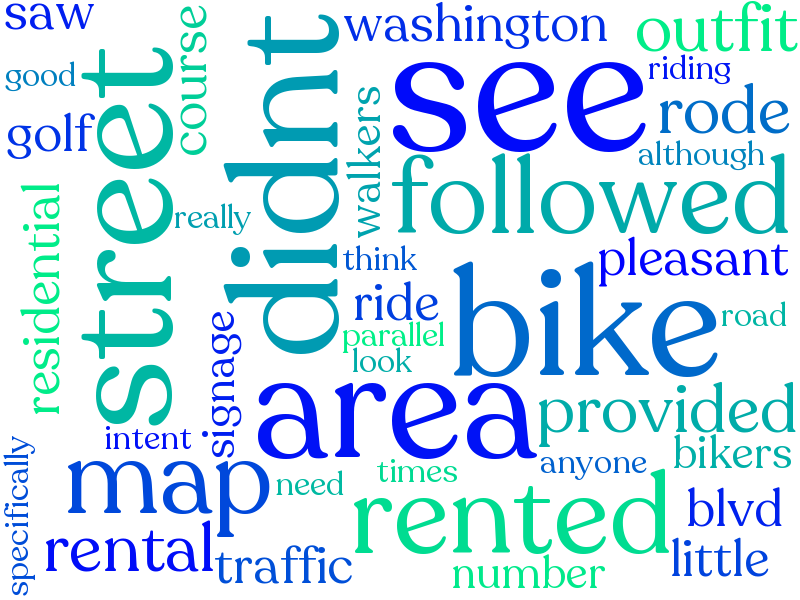 saw
washington
outfit
good
course
street
didnt
see
riding
golf
walkers
rode
although
residential
really
followed
think
pleasant
signage
ride
bike
road
parallel
look
area
provided
intent
bikers
specifically
map
need
times
anyone
rental
traffic
rented
blvd
number
little